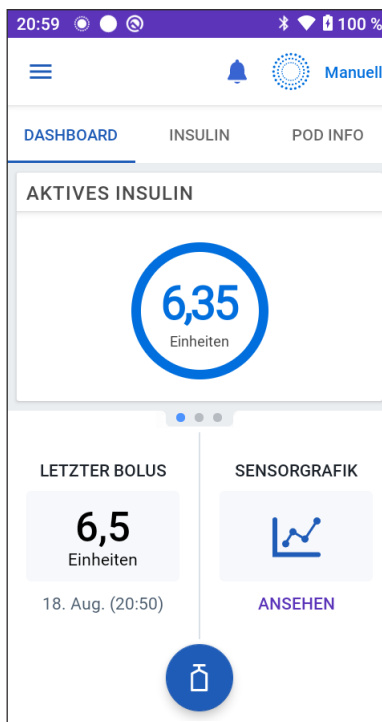 20:59 100 %
Manuell
DASHBOARD INSULIN POD INFO
AKTIVES INSULIN
6,35
Einheiten
LETZTER BOLUS SENSORGRAFIK
6,5
Einheiten
18. Aug. (20:50) ANSEHEN